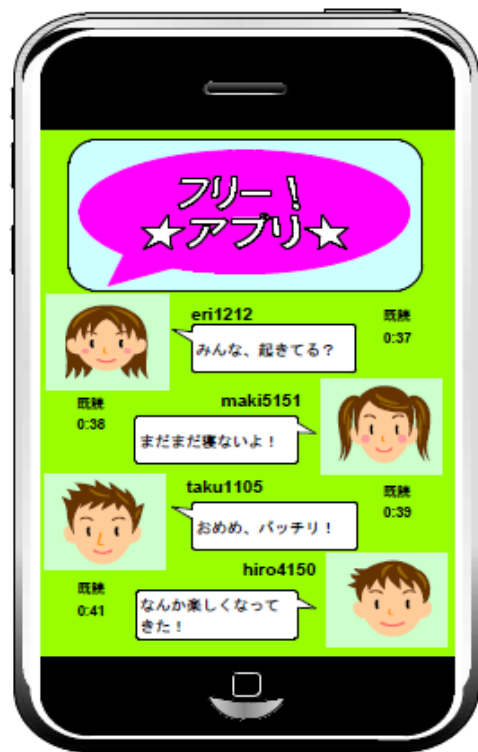 フリー！
★アプリ★
eri1212
既読
0:37
みんな、起きてる？
既読
0:38
maki5151
まだまだ寝ないよ！
taku1105
既読
0:39
おめめ、パッチリ！
hiro4150
既読
0:41
なんか楽しくなって
きた！